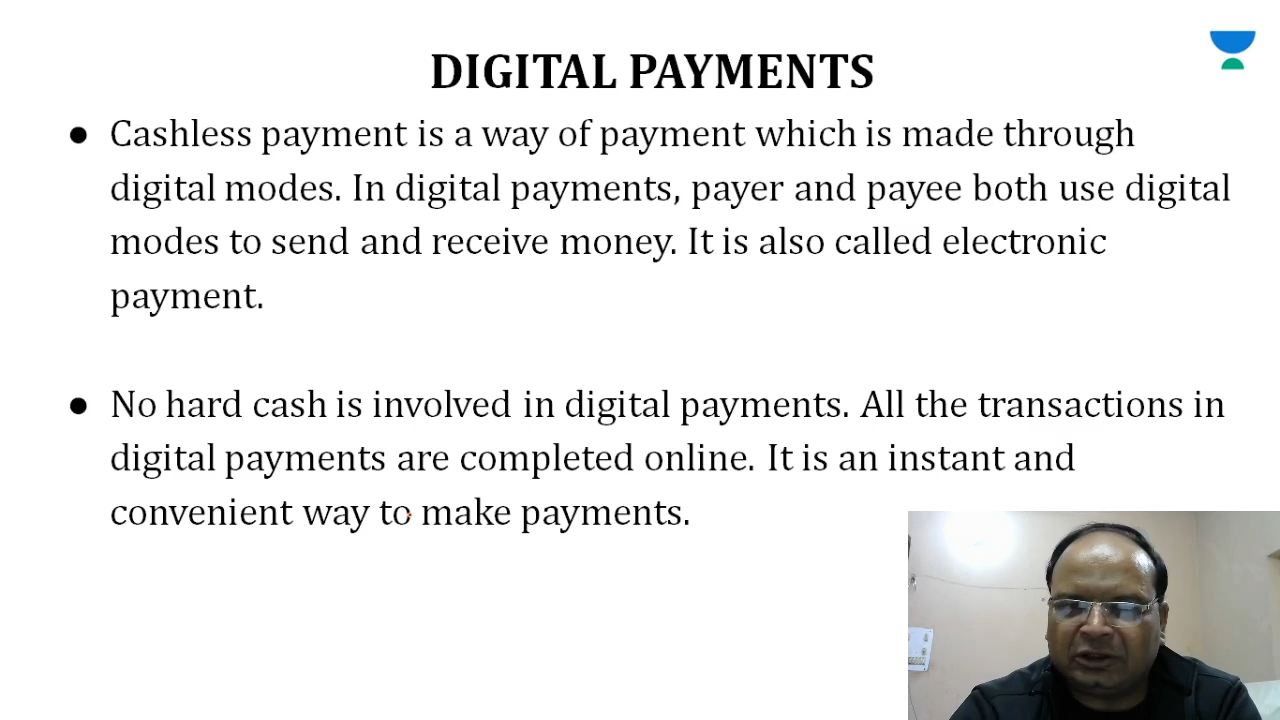 DIGITAL PAYMENTS
● Cashless payment is a way of payment which is made through
digital modes. In digital payments, payer and payee both use digital
modes to send and receive money. It is also called electronic
payment.
● No hard cash is involved in digital payments. All the transactions in
digital payments are completed online. It is an instant and
convenient way to make payments.